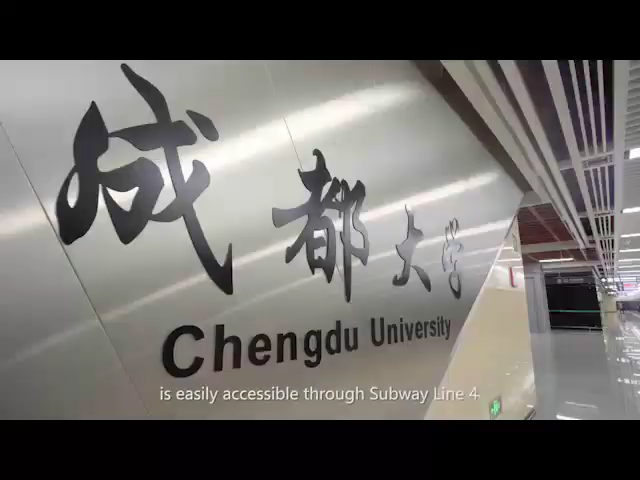 成都大学
Chengdu University
is easily accessible through Subway Line 4